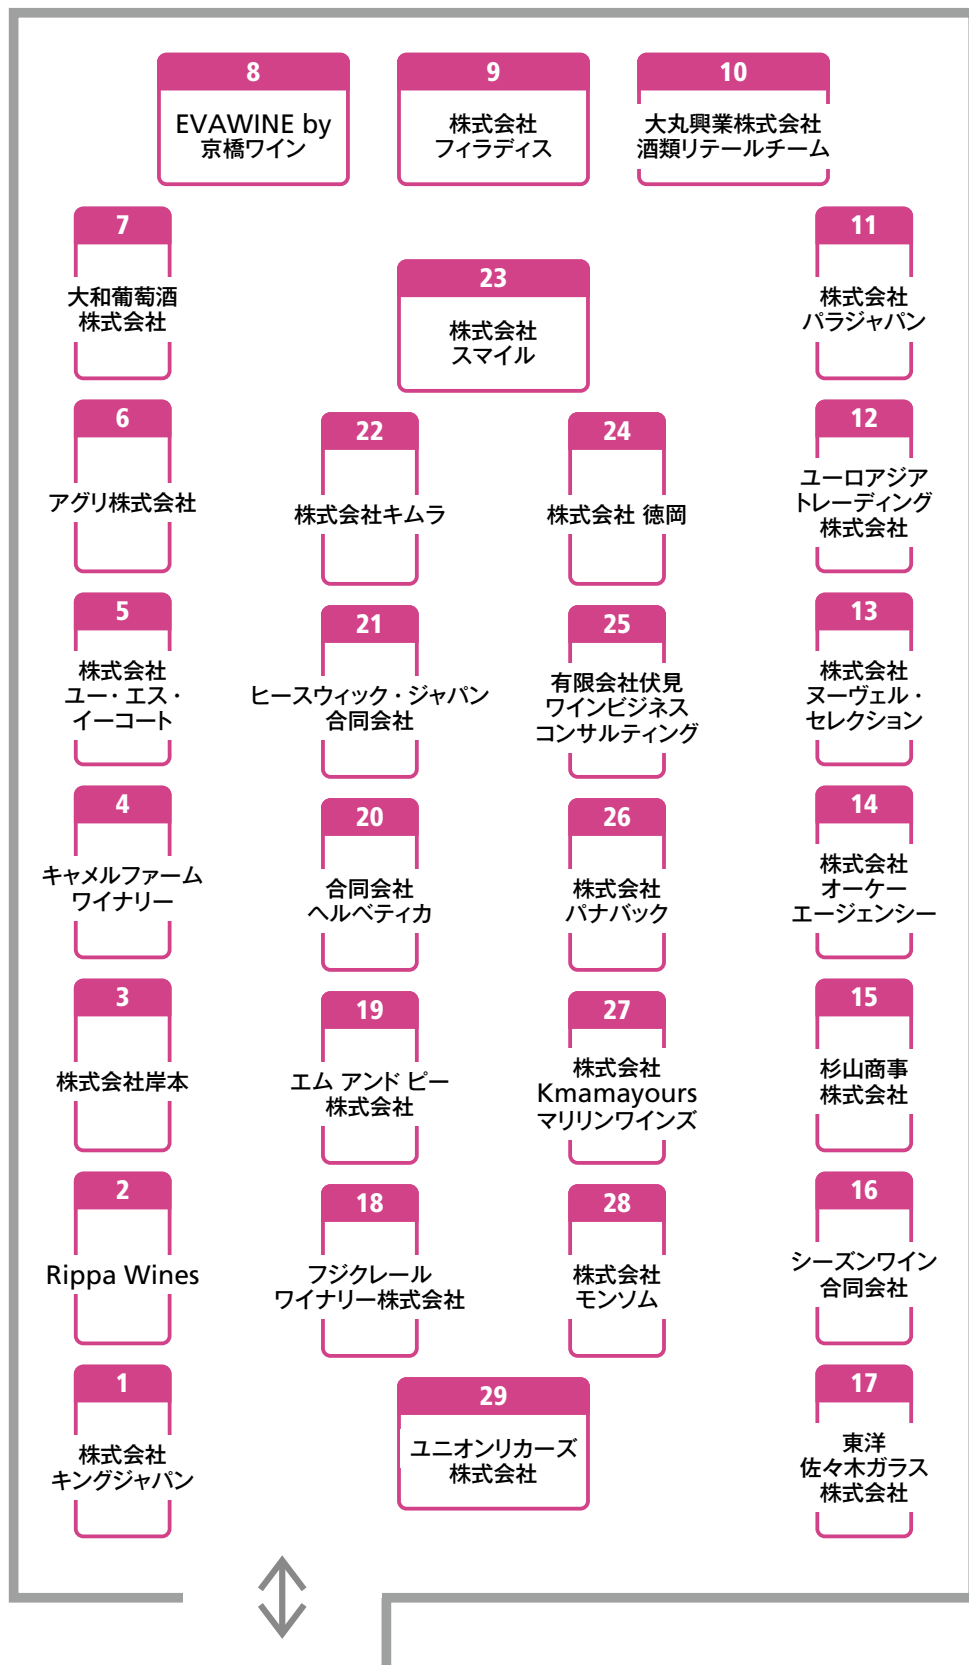 8
EVAWINE by
京橋ワイン
9
株式会社
フィラディス
10
大丸興業株式会社
酒類リテールチーム
7
大和葡萄酒
株式会社
23
株式会社
スマイル
11
株式会社
パラジャパン
6
アグリ株式会社
22
株式会社キムラ
24
株式会社 徳岡
12
ユーロアジア
トレーディング
株式会社
5
株式会社
ユー・エス・
イーコート
21
ヒースウィック・ジャパン
合同会社
25
有限会社伏見
ワインビジネス
コンサルティング
13
株式会社
ヌーヴェル・
セレクション
4
キャメルファーム
ワイナリー
20
合同会社
ヘルベティカ
26
株式会社
パナバック
14
株式会社
オーケー
エージェンシー
3
株式会社岸本
19
エム アンド ピー
株式会社
27
株式会社
Kmamayours
マリリンワインズ
15
杉山商事
株式会社
2
Rippa Wines
18
フジクレール
ワイナリー株式会社
28
株式会社
モンソム
16
シーズンワイン
合同会社
1
株式会社
キングジャパン
29
ユニオンリカーズ
株式会社
17
東洋
佐々木ガラス
株式会社